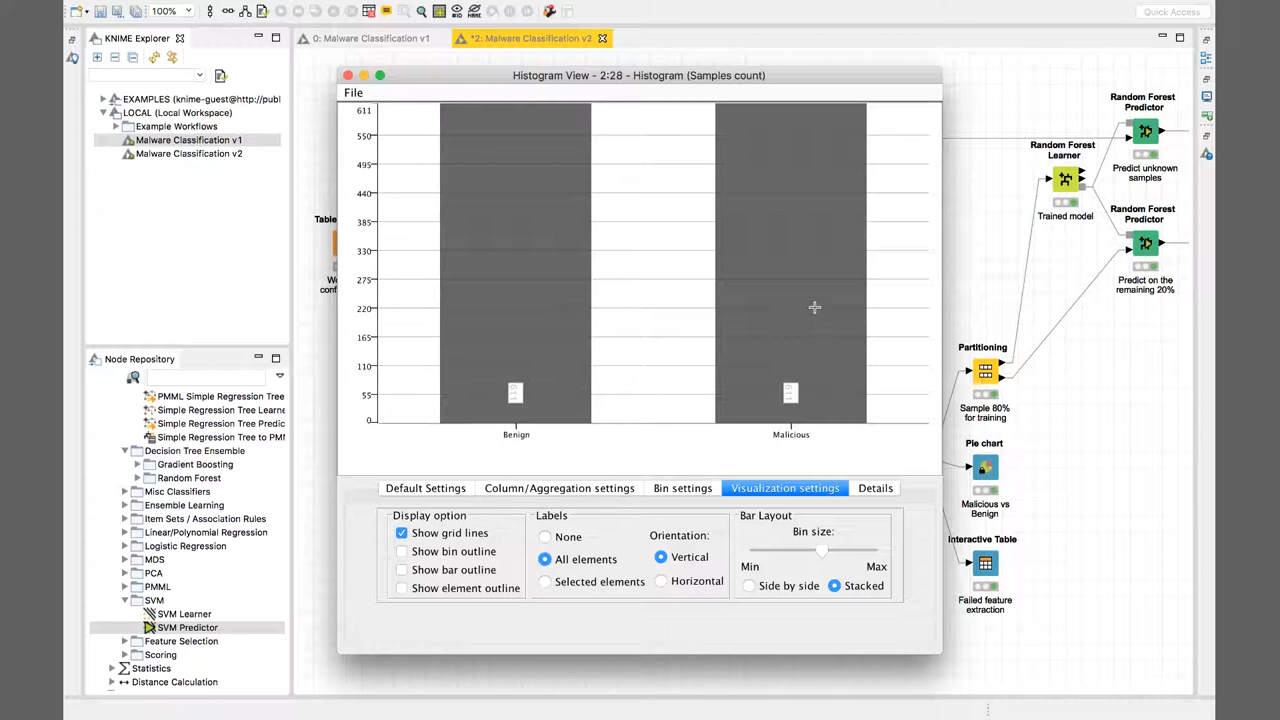 100%
Quick Access
KNIME Explorer
0: Malware Classification v1
*2: Malware Classification v2
EXAMPLES (knime-guest@http://publ
LOCAL (Local Workspace)
Example Workflows
Malware Classification v1
Malware Classification v2
Node Repository
PMML Simple Regression Tree
Simple Regression Tree Learne
Simple Regression Tree Predic
Simple Regression Tree to PMM
Decision Tree Ensemble
Gradient Boosting
Random Forest
Misc Classifiers
Ensemble Learning
Item Sets / Association Rules
Linear/Polynomial Regression
Logistic Regression
MDS
PCA
PMML
SVM
SVM Learner
SVM Predictor
Feature Selection
Scoring
Statistics
Distance Calculation
Histogram View - 2:28 - Histogram (Samples count)
File
611
550
495
440
385
330
275
220
165
110
55
0
611
611
Benign
Malicious
Default Settings
Column/Aggregation settings
Bin settings
Visualization settings
Details
Display option
Show grid lines
Show bin outline
Show bar outline
Show element outline
Labels
None
All elements
Selected elements
Orientation:
Vertical
Horizontal
Bar Layout
Bin size:
Min
Max
Side by side
Stacked
Table
Random Forest
Learner
Trained model
Random Forest
Predictor
Predict unknown
samples
Random Forest
Predictor
Predict on the
remaining 20%
Partitioning
Sample 80%
for training
Pie chart
Malicious vs
Benign
Interactive Table
Failed feature
extraction